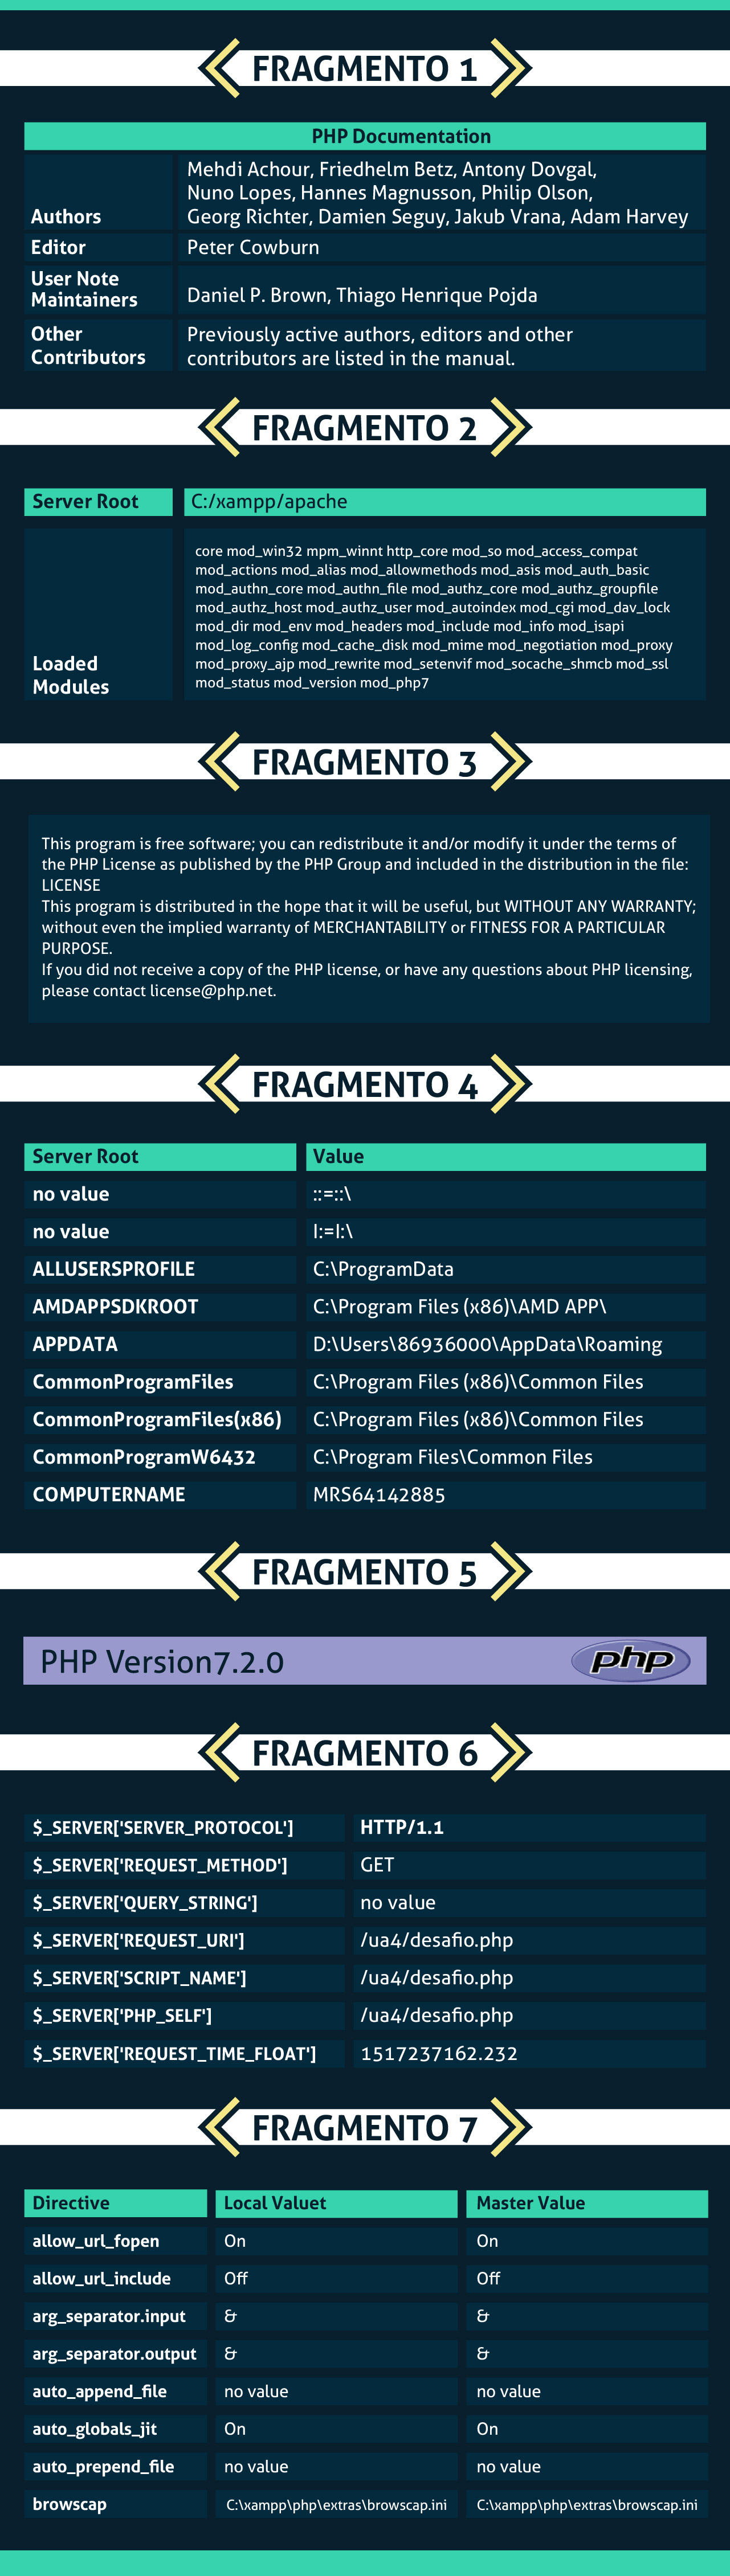 FRAGMENTO 1
PHP Documentation
Authors
Mehdi Achour, Friedhelm Betz, Antony Dovgal,
Nuno Lopes, Hannes Magnusson, Philip Olson,
Georg Richter, Damien Seguy, Jakub Vrana, Adam Harvey
Editor Peter Cowburn
User Note
Maintainers
Daniel P. Brown, Thiago Henrique Pojda
Other
Contributors
Previously active authors, editors and other
contributors are listed in the manual.
FRAGMENTO 2
Server Root C:/xampp/apache
Loaded
Modules
core mod_win32 mpm_winnt http_core mod_so mod_access_compat
mod_actions mod_alias mod_allowmethods mod_asis mod_auth_basic
mod_authn_core mod_authn_file mod_authz_core mod_authz_groupfile
mod_authz_host mod_authz_user mod_autoindex mod_cgi mod_dav_lock
mod_dir mod_env mod_headers mod_include mod_info mod_isapi
mod_log_config mod_cache_disk mod_mime mod_negotiation mod_proxy
mod_proxy_ajp mod_rewrite mod_setenvif mod_socache_shmcb mod_ssl
mod_status mod_version mod_php7
FRAGMENTO 3
This program is free software; you can redistribute it and/or modify it under the terms of
the PHP License as published by the PHP Group and included in the distribution in the file:
LICENSE
This program is distributed in the hope that it will be useful, but WITHOUT ANY WARRANTY;
without even the implied warranty of MERCHANTABILITY or FITNESS FOR A PARTICULAR
PURPOSE.
If you did not receive a copy of the PHP license, or have any questions about PHP licensing,
please contact license@php.net.
FRAGMENTO 4
Server Root Value
no value ::=::\
no value I:=I:\
ALLUSERSPROFILE C:\ProgramData
AMDAPPSDKROOT C:\Program Files (x86)\AMD APP\
APPDATA D:\Users\86936000\AppData\Roaming
CommonProgramFiles C:\Program Files (x86)\Common Files
CommonProgramFiles(x86) C:\Program Files (x86)\Common Files
CommonProgramW6432 C:\Program Files\Common Files
COMPUTERNAME MRS64142885
FRAGMENTO 5
PHP Version7.2.0 php
FRAGMENTO 6
$_SERVER['SERVER_PROTOCOL'] HTTP/1.1
$_SERVER['REQUEST_METHOD'] GET
$_SERVER['QUERY_STRING'] no value
$_SERVER['REQUEST_URI'] /ua4/desafio.php
$_SERVER['SCRIPT_NAME'] /ua4/desafio.php
$_SERVER['PHP_SELF'] /ua4/desafio.php
$_SERVER['REQUEST_TIME_FLOAT'] 1517237162.232
FRAGMENTO 7
Directive Local Valuet Master Value
allow_url_fopen On On
allow_url_include Off Off
arg_separator.input & &
arg_separator.output & &
auto_append_file no value no value
auto_globals_jit On On
auto_prepend_file no value no value
browscap C:\xampp\php\extras\browscap.ini C:\xampp\php\extras\browscap.ini